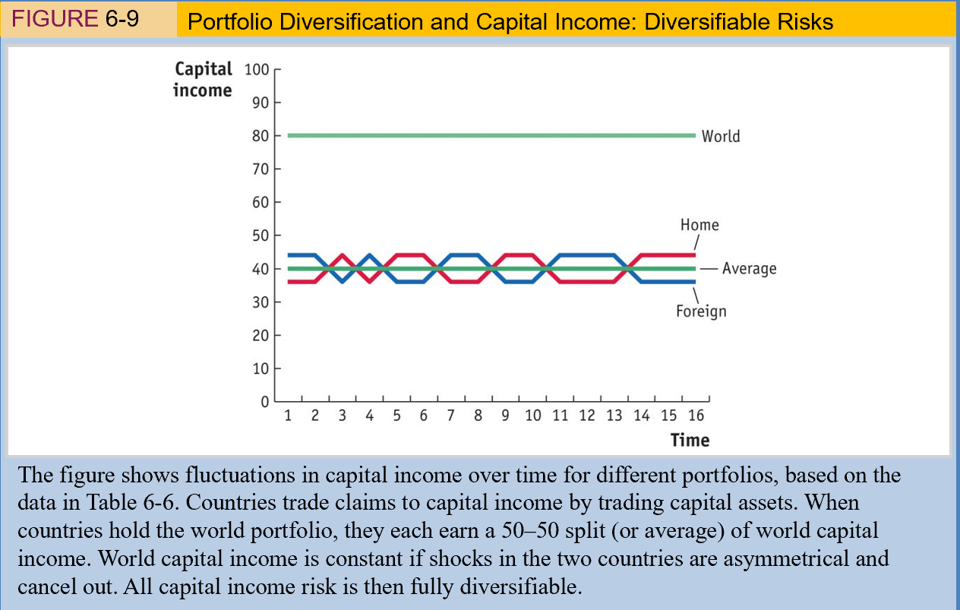 FIGURE 6-9 Portfolio Diversification and Capital Income: Diversifiable Risks
Capital
income
100
90
80
70
60
50
40
30
20
10
0
World
Home
Average
Foreign
1 2 3 4 5 6 7 8 9 10 11 12 13 14 15 16
Time
The figure shows fluctuations in capital income over time for different portfolios, based on the
data in Table 6-6. Countries trade claims to capital income by trading capital assets. When
countries hold the world portfolio, they each earn a 50–50 split (or average) of world capital
income. World capital income is constant if shocks in the two countries are asymmetrical and
cancel out. All capital income risk is then fully diversifiable.